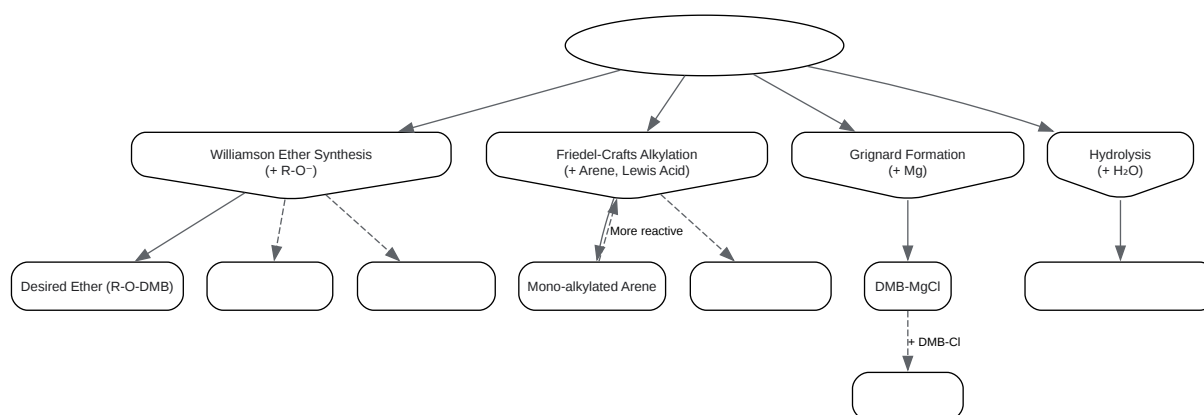 Williamson Ether Synthesis
(+ R-O⁻)
Friedel-Crafts Alkylation
(+ Arene, Lewis Acid)
Grignard Formation
(+ Mg)
Hydrolysis
(+ H₂O)
More reactive
Desired Ether (R-O-DMB)
Mono-alkylated Arene
DMB-MgCl
+ DMB-Cl